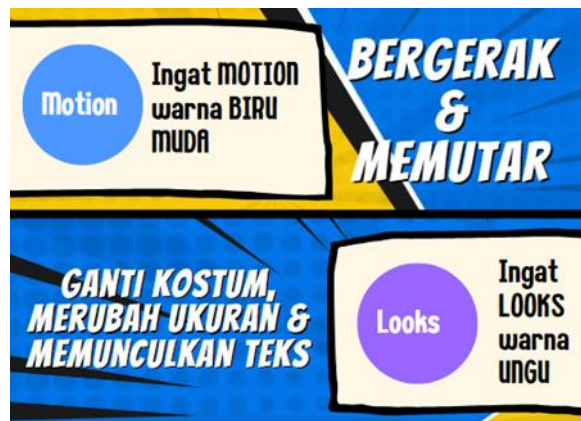 Motion
Ingat MOTION
warna BIRU
MUDA
BERGERAK
&
MEMUTAR
GANTI KOSTUM,
MERUBAH UKURAN &
MEMUNCULKAN TEKS
Looks
Ingat
LOOKS
warna
UNGU